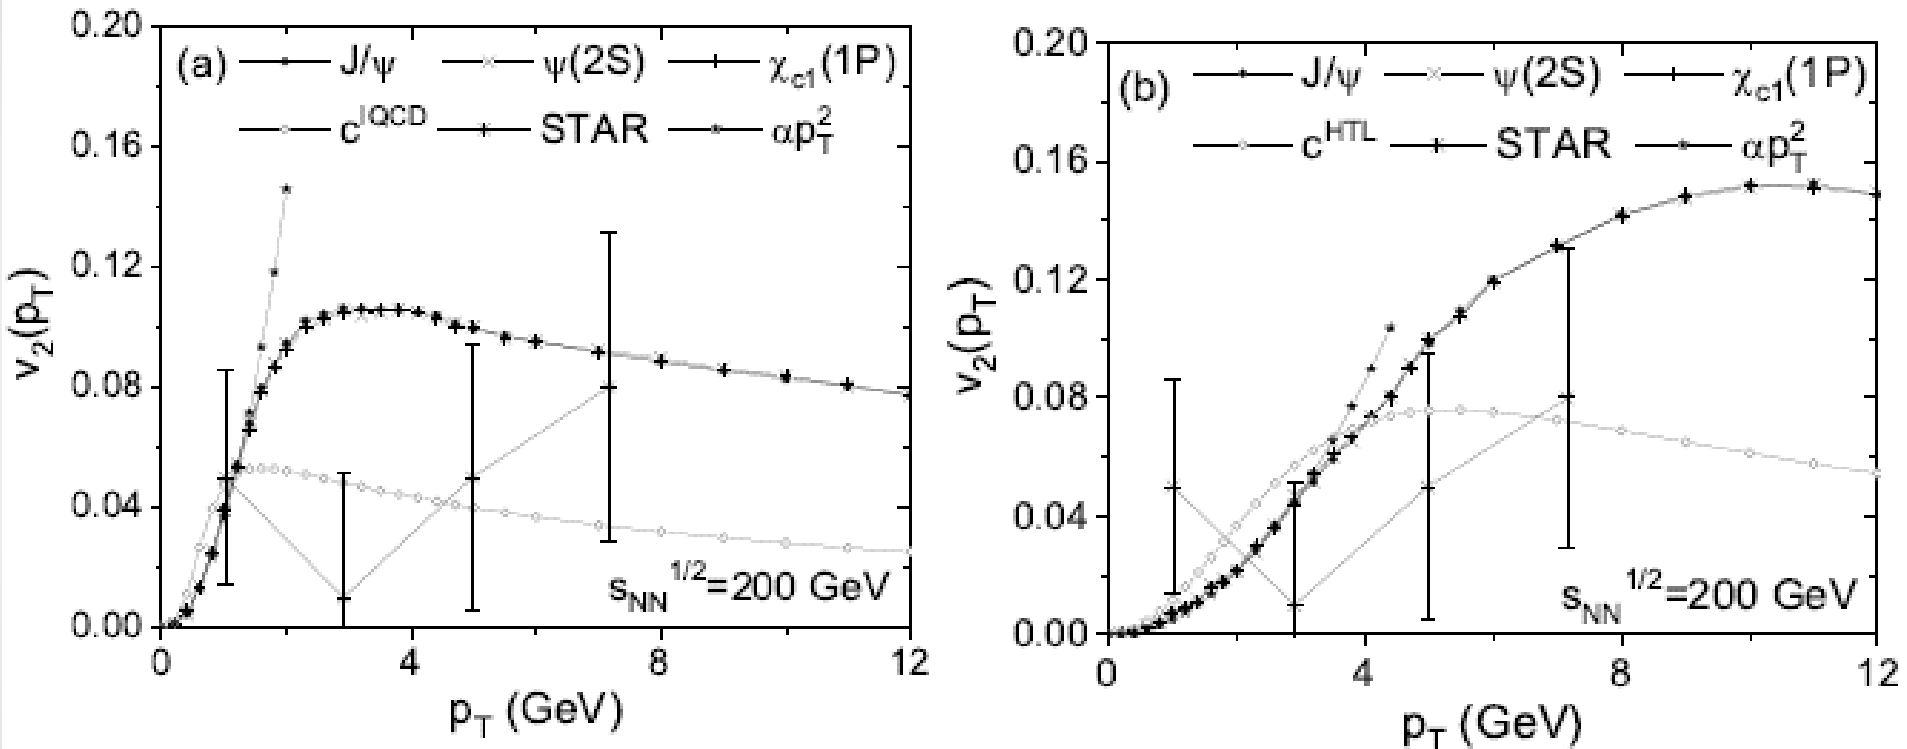 (a) J/ψ ψ(2S) χc1(1P)
c^lQCD STAR αp_T^2
0.20
0.16
0.12
0.08
0.04
0.00
v2(pT)
sNN^1/2=200 GeV
0 4 8 12
pT (GeV)
(b) J/ψ ψ(2S) χc1(1P)
c^HTL STAR αp_T^2
0.20
0.16
0.12
0.08
0.04
0.00
v2(pT)
sNN^1/2=200 GeV
0 4 8 12
pT (GeV)